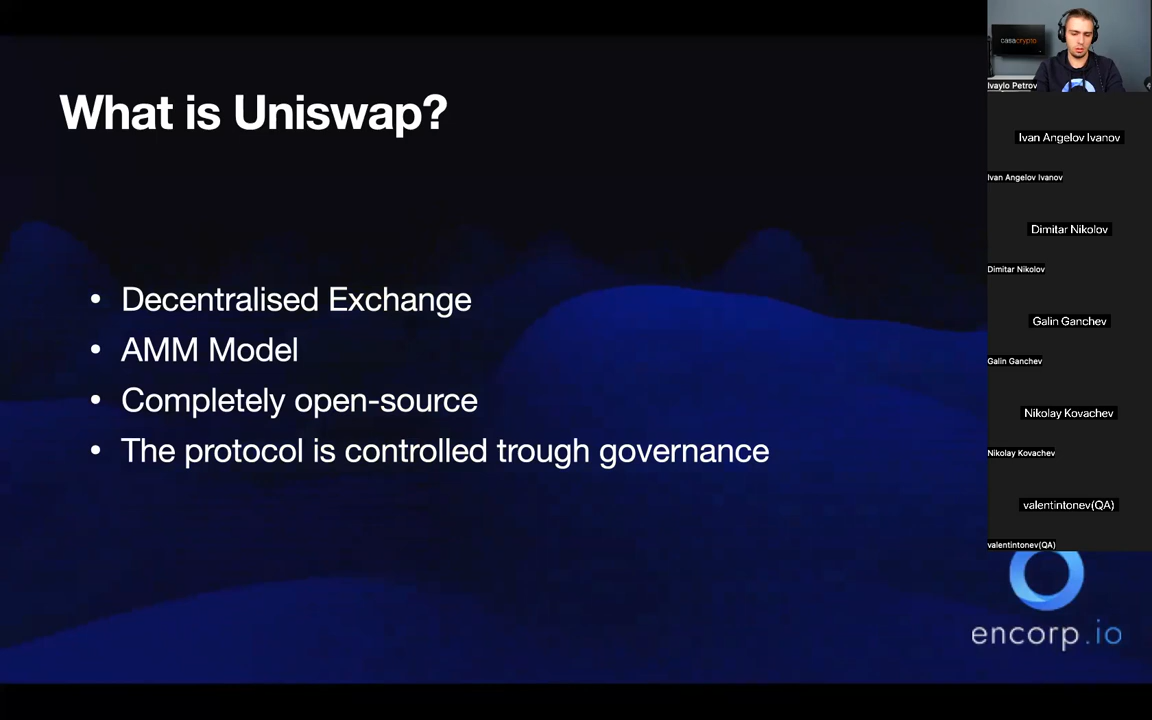 What is Uniswap?
• Decentralised Exchange
• AMM Model
• Completely open-source
• The protocol is controlled trough governance
casacrypto
Ivaylo Petrov
Ivan Angelov Ivanov
Ivan Angelov Ivanov
Dimitar Nikolov
Dimitar Nikolov
Galin Ganchev
Galin Ganchev
Nikolay Kovachev
Nikolay Kovachev
valentintonev(QA)
valentintonev(QA)
encorp.io